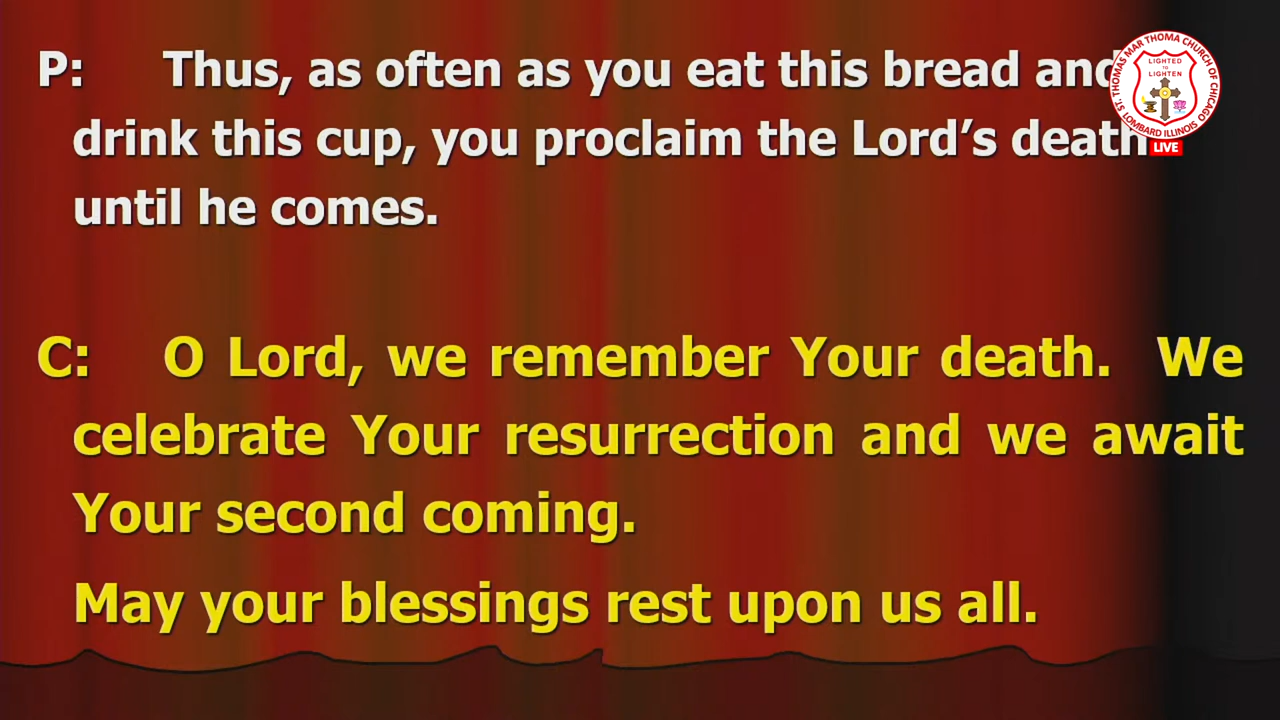 P: Thus, as often as you eat this bread and
drink this cup, you proclaim the Lord’s death
until he comes.
C: O Lord, we remember Your death. We
celebrate Your resurrection and we await
Your second coming.
May your blessings rest upon us all.
ST. THOMAS MAR THOMA CHURCH OF CHICAGO
LIGHTED
TO
LIGHTEN
LOMBARD ILLINOIS
LIVE